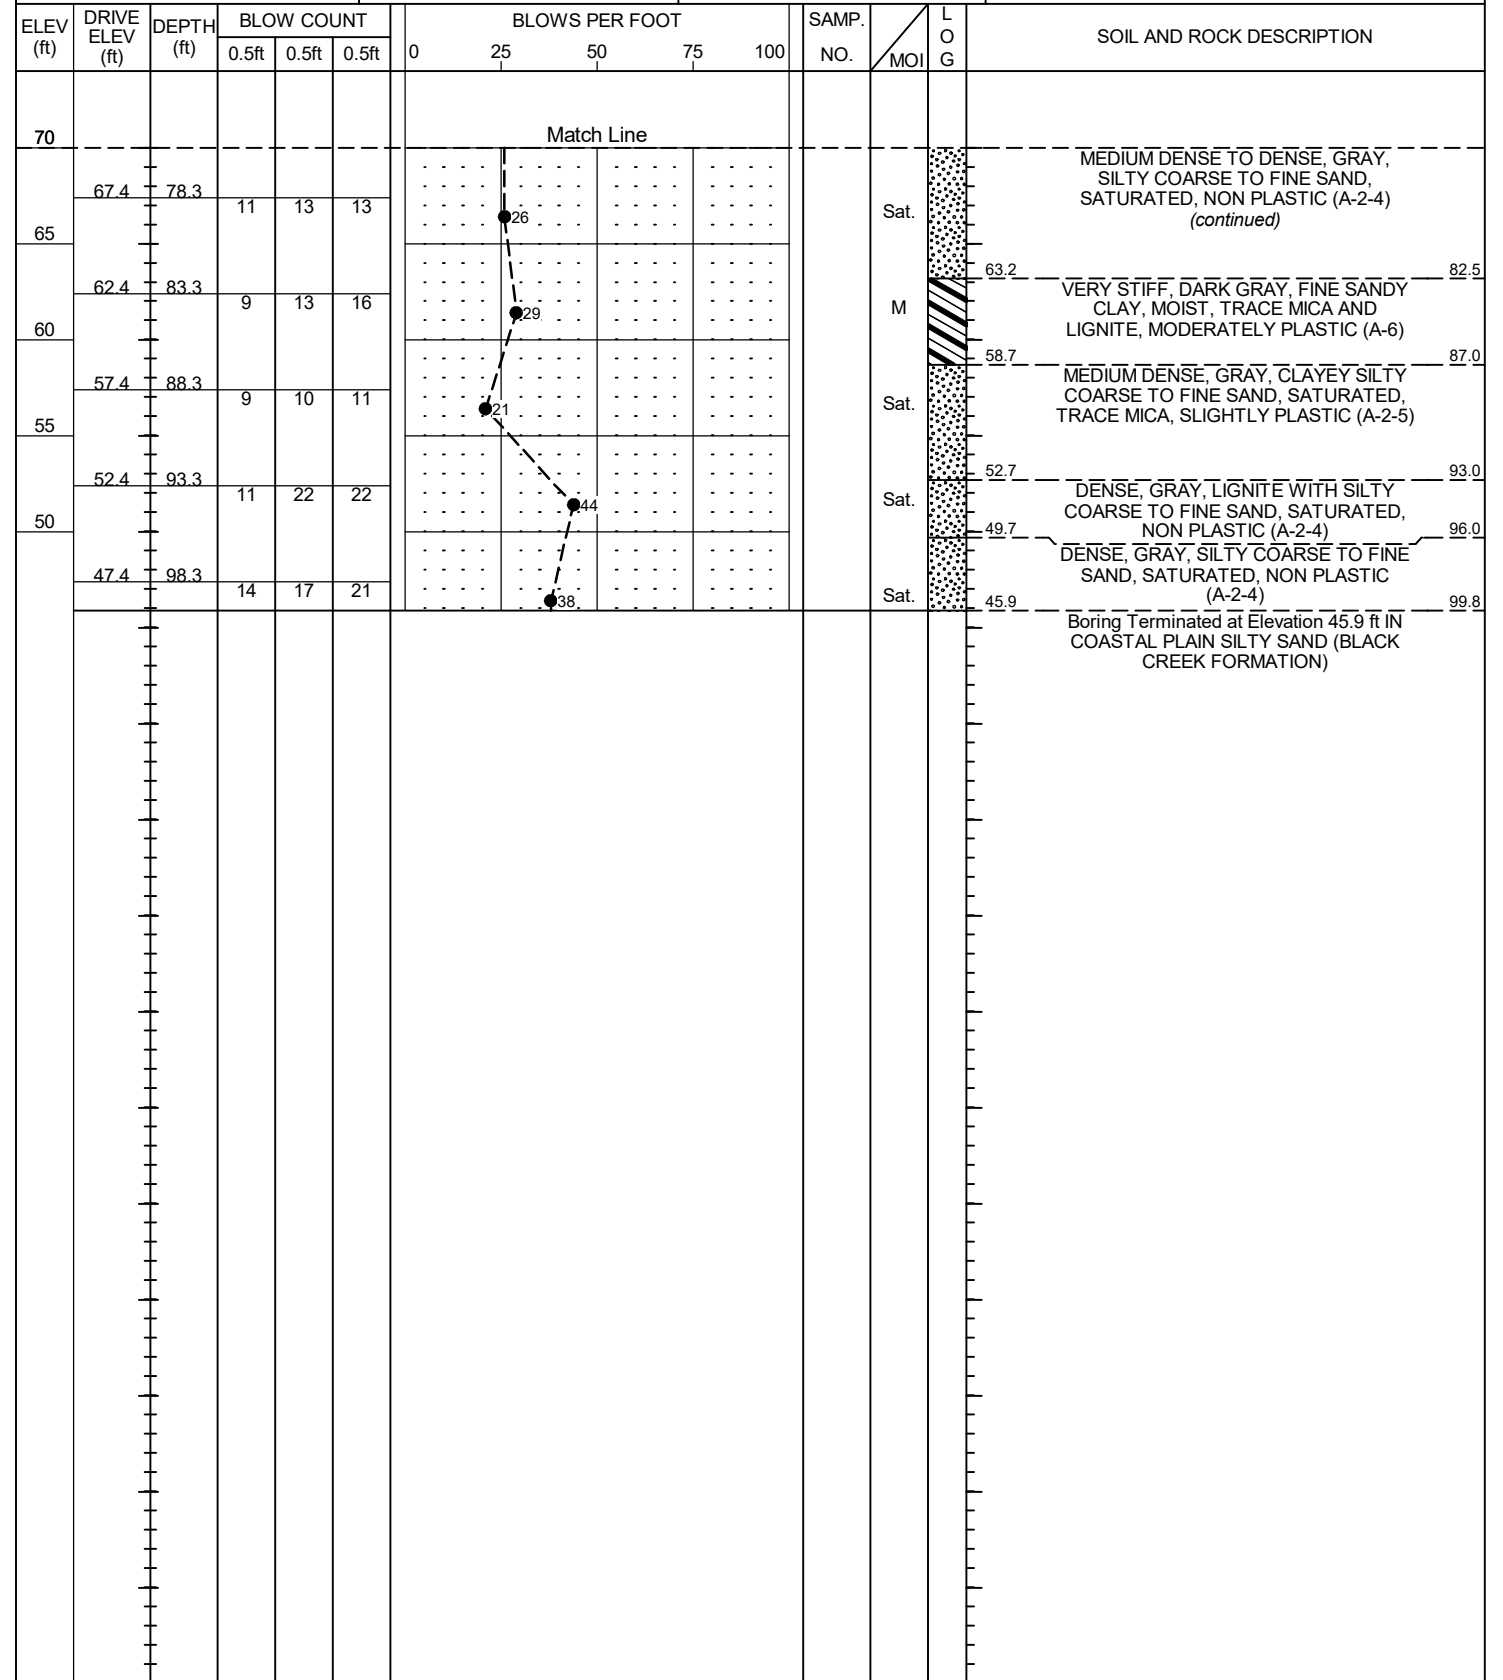 ELEV (ft) DRIVE ELEV (ft) DEPTH (ft) BLOW COUNT BLOWS PER FOOT SAMP. NO. MOI LOG SOIL AND ROCK DESCRIPTION
0.5ft 0.5ft 0.5ft 0 25 50 75 100
70 Match Line
MEDIUM DENSE TO DENSE, GRAY,
SILTY COARSE TO FINE SAND,
SATURATED, NON PLASTIC (A-2-4)
(continued)
67.4 78.3
11 13 13 26 Sat.
65
63.2 82.5
62.4 83.3
9 13 16 29 M
VERY STIFF, DARK GRAY, FINE SANDY
CLAY, MOIST, TRACE MICA AND
LIGNITE, MODERATELY PLASTIC (A-6)
60
58.7 87.0
57.4 88.3
9 10 11 21 Sat.
MEDIUM DENSE, GRAY, CLAYEY SILTY
COARSE TO FINE SAND, SATURATED,
TRACE MICA, SLIGHTLY PLASTIC (A-2-5)
55
52.7 93.0
52.4 93.3
11 22 22 44 Sat.
DENSE, GRAY, LIGNITE WITH SILTY
COARSE TO FINE SAND, SATURATED,
NON PLASTIC (A-2-4)
50
49.7 96.0
DENSE, GRAY, SILTY COARSE TO FINE
SAND, SATURATED, NON PLASTIC
(A-2-4)
47.4 98.3
14 17 21 38 Sat.
45.9 99.8
Boring Terminated at Elevation 45.9 ft IN
COASTAL PLAIN SILTY SAND (BLACK
CREEK FORMATION)